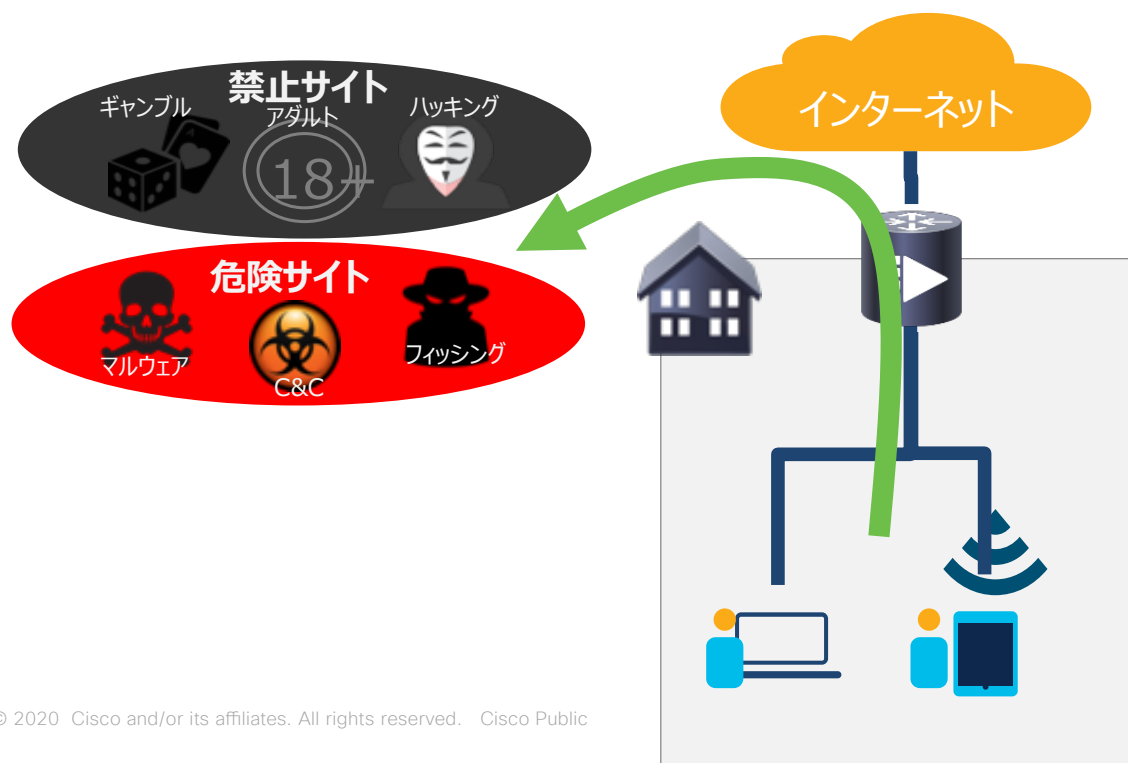 禁止サイト
ギャンブル
アダルト
ハッキング
18+
危険サイト
マルウェア
C&C
フィッシング
インターネット
© 2020 Cisco and/or its affiliates. All rights reserved. Cisco Public